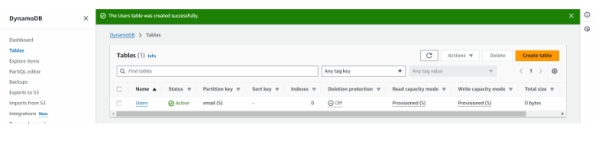 DynamoDB
The Users table was created successfully.
DynamoDB > Tables
Dashboard
Tables
Explore items
PartiQL editor
Backups
Exports to S3
Imports from S3
Integrations New
Tables (1) Info
Actions
Delete
Create table
Find tables
Any tag key
Any tag value
1
Name Status Partition key Sort key Indexes Deletion protection Read capacity mode Write capacity mode Total size
Users Active email (S) - 0 Off Provisioned (5) Provisioned (5) 0 bytes